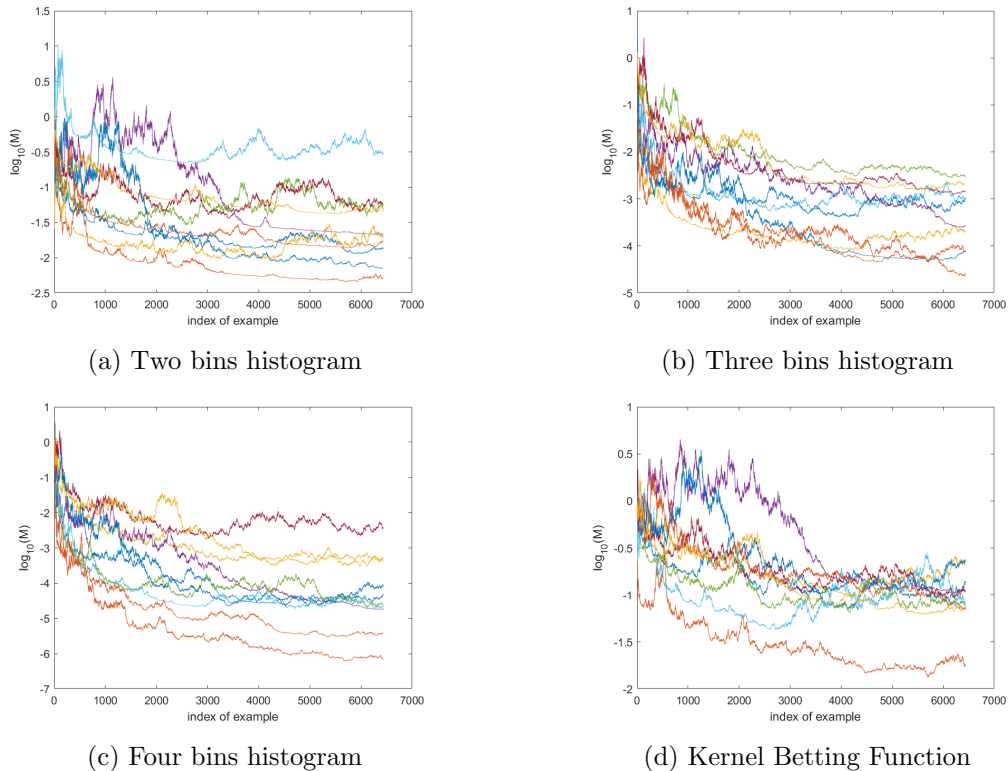 1.5
1
0.5
0
-0.5
-1
-1.5
-2
-2.5
log10(M)
0 1000 2000 3000 4000 5000 6000 7000
index of example
(a) Two bins histogram
1
0
-1
-2
-3
-4
-5
log10(M)
0 1000 2000 3000 4000 5000 6000 7000
index of example
(b) Three bins histogram
1
0
-1
-2
-3
-4
-5
-6
-7
log10(M)
0 1000 2000 3000 4000 5000 6000 7000
index of example
(c) Four bins histogram
1
0.5
0
-0.5
-1
-1.5
-2
log10(M)
0 1000 2000 3000 4000 5000 6000 7000
index of example
(d) Kernel Betting Function